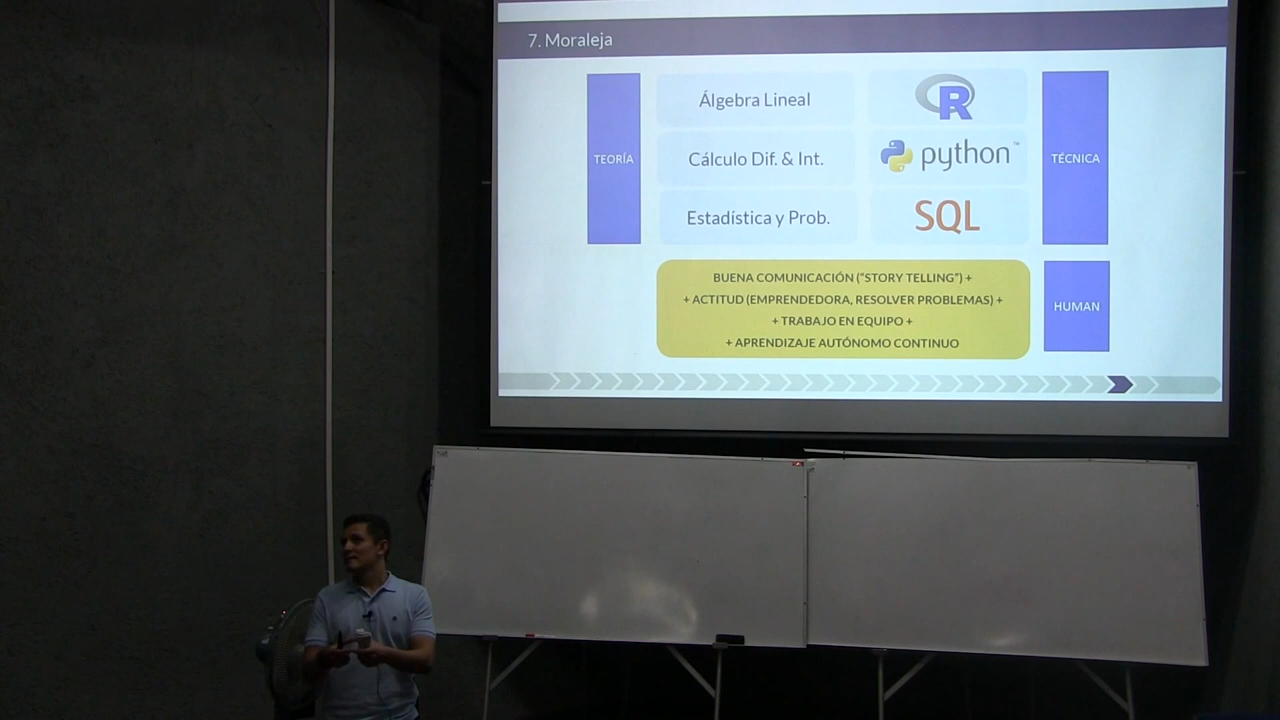 7. Moraleja
TEORÍA
Álgebra Lineal
Cálculo Dif. & Int.
Estadística y Prob.
R
python™
SQL
TÉCNICA
BUENA COMUNICACIÓN (“STORY TELLING”) +
+ ACTITUD (EMPRENDEDORA, RESOLVER PROBLEMAS) +
+ TRABAJO EN EQUIPO +
+ APRENDIZAJE AUTÓNOMO CONTINUO
HUMAN